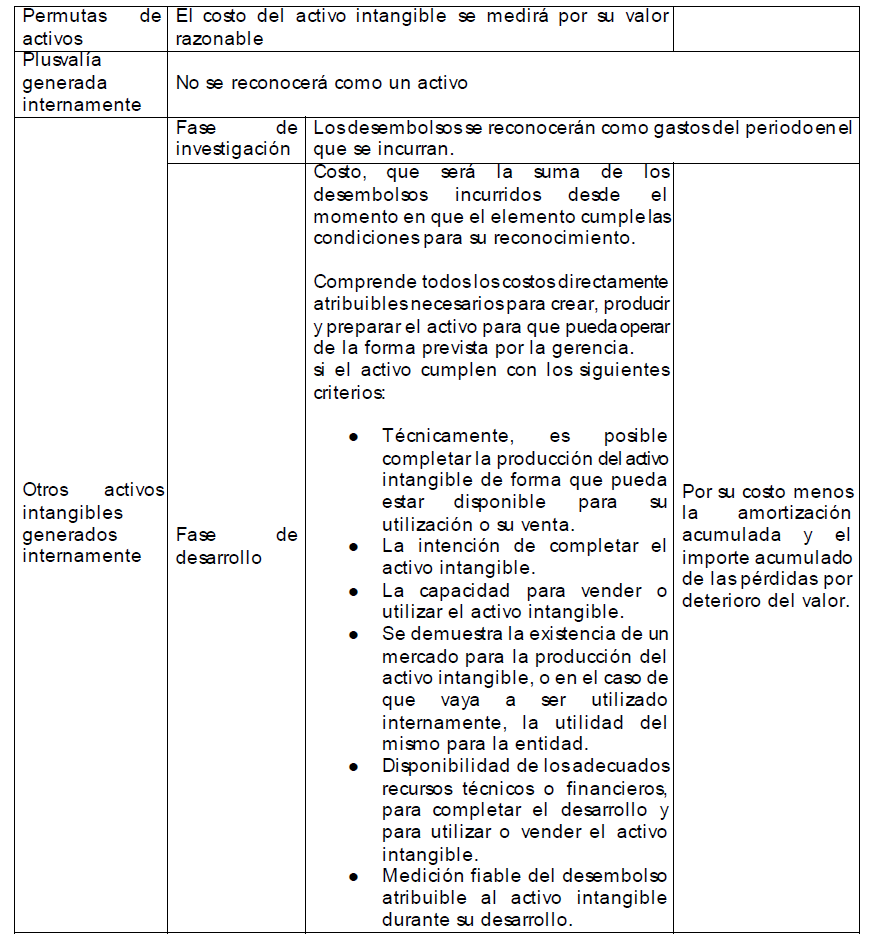 Permutas de activos
El costo del activo intangible se medirá por su valor
razonable
Plusvalía
generada
internamente
No se reconocerá como un activo
Otros activos
intangibles
generados
internamente
Fase de
investigación
Los desembolsos se reconocerán como gastos del periodo en el
que se incurran.
Fase de
desarrollo
Costo, que será la suma de los
desembolsos incurridos desde el
momento en que el elemento cumple las
condiciones para su reconocimiento.
Comprende todos los costos directamente
atribuibles necesarios para crear, producir
y preparar el activo para que pueda operar
de la forma prevista por la gerencia.
si el activo cumplen con los siguientes
criterios:
● Técnicamente, es posible
completar la producción del activo
intangible de forma que pueda
estar disponible para su
utilización o su venta.
● La intención de completar el
activo intangible.
● La capacidad para vender o
utilizar el activo intangible.
● Se demuestra la existencia de un
mercado para la producción del
activo intangible, o en el caso de
que vaya a ser utilizado
internamente, la utilidad del
mismo para la entidad.
● Disponibilidad de los adecuados
recursos técnicos o financieros,
para completar el desarrollo y
para utilizar o vender el activo
intangible.
● Medición fiable del desembolso
atribuible al activo intangible
durante su desarrollo.
Por su costo menos
la amortización
acumulada y el
importe acumulado
de las pérdidas por
deterioro del valor.